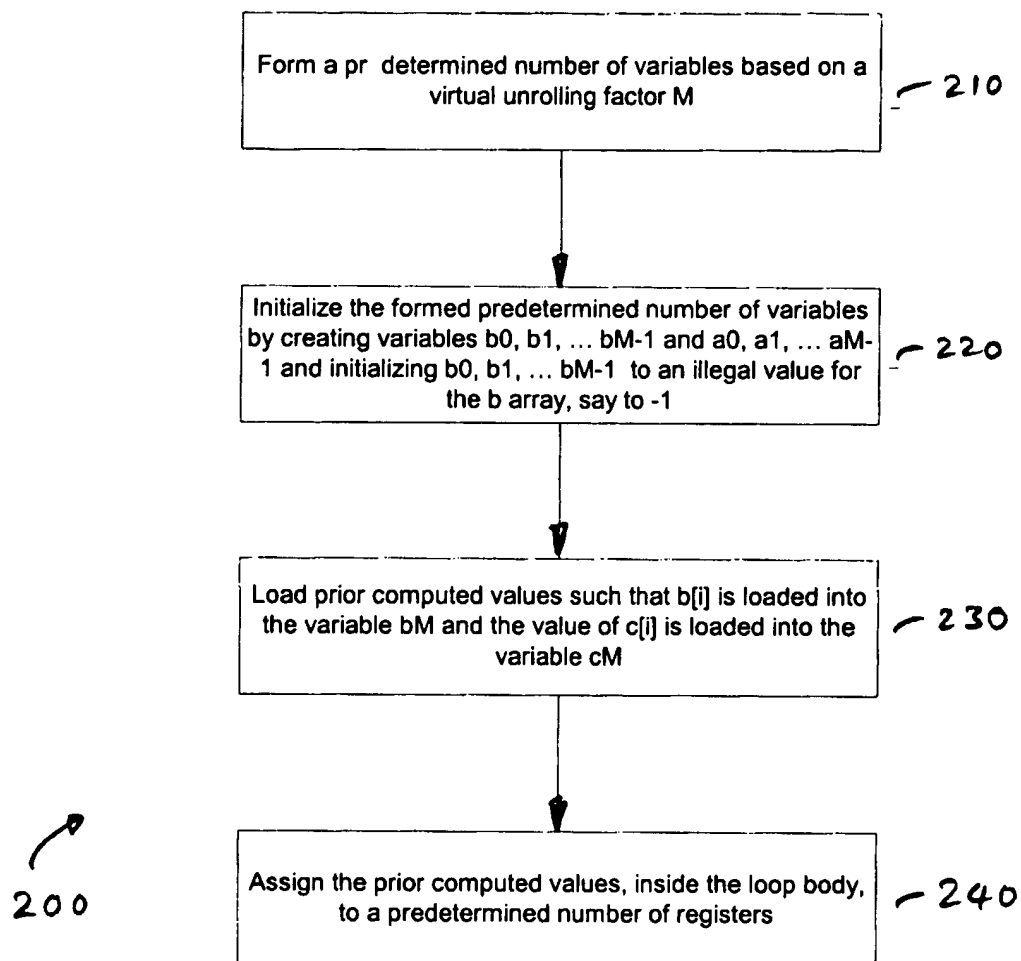 Form a pr determined number of variables based on a
virtual unrolling factor M
210
Initialize the formed predetermined number of variables
by creating variables b0, b1, ... bM-1 and a0, a1, ... aM-
1 and initializing b0, b1, ... bM-1 to an illegal value for
the b array, say to -1
220
Load prior computed values such that b[i] is loaded into
the variable bM and the value of c[i] is loaded into the
variable cM
230
200
Assign the prior computed values, inside the loop body,
to a predetermined number of registers
240